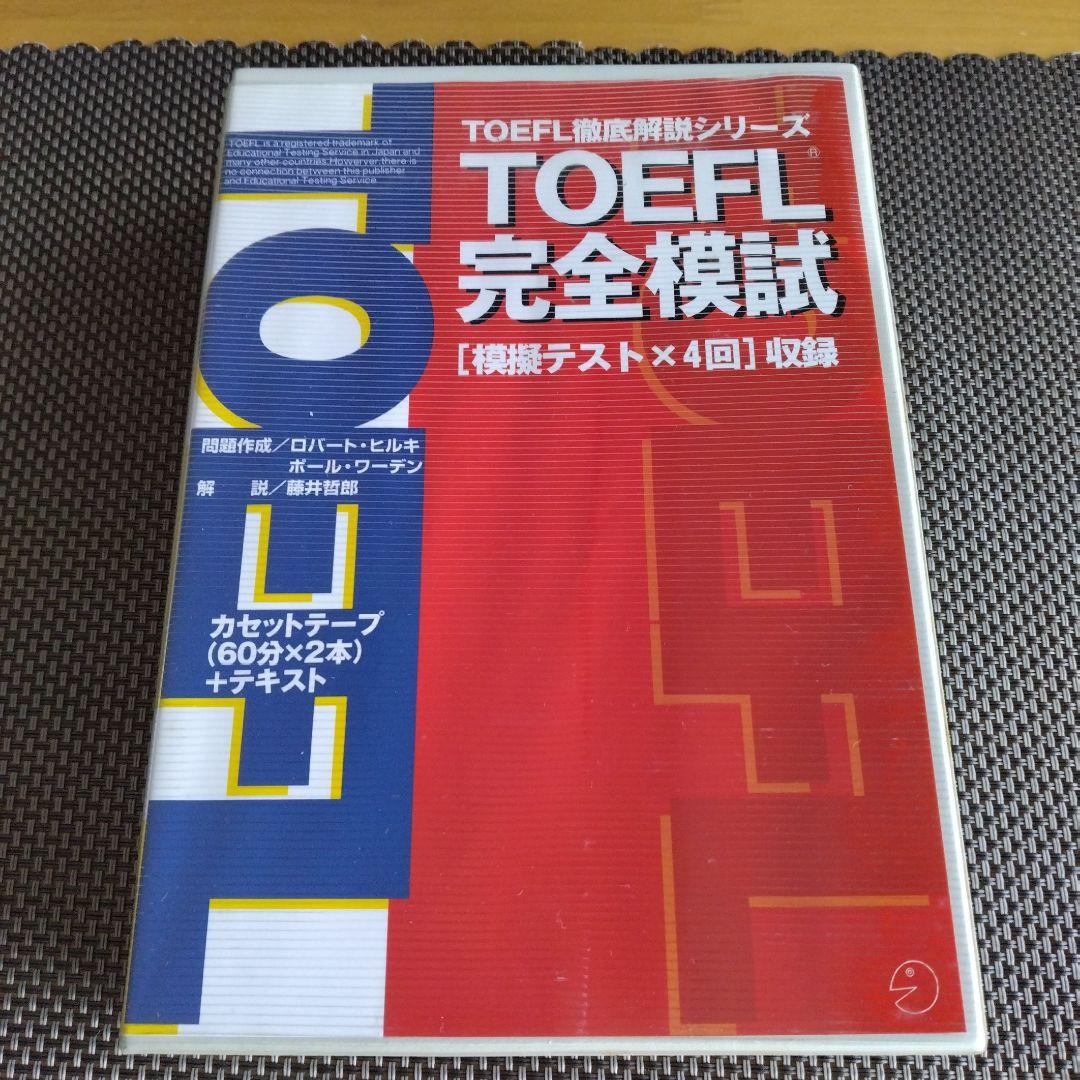 TOEFL is a registered trademark of
Educational Testing Service in Japan and
many other countries.Howerver,there is
no connection between this publisher
and Educational Testing Service.
TOEFL徹底解説シリーズ
TOEFL®
完全模試
[模擬テスト×4回]収録
問題作成/ロバート・ヒルキ
ポール・ワーデン
解　説/藤井哲郎
カセットテープ
(60分×2本)
+テキスト